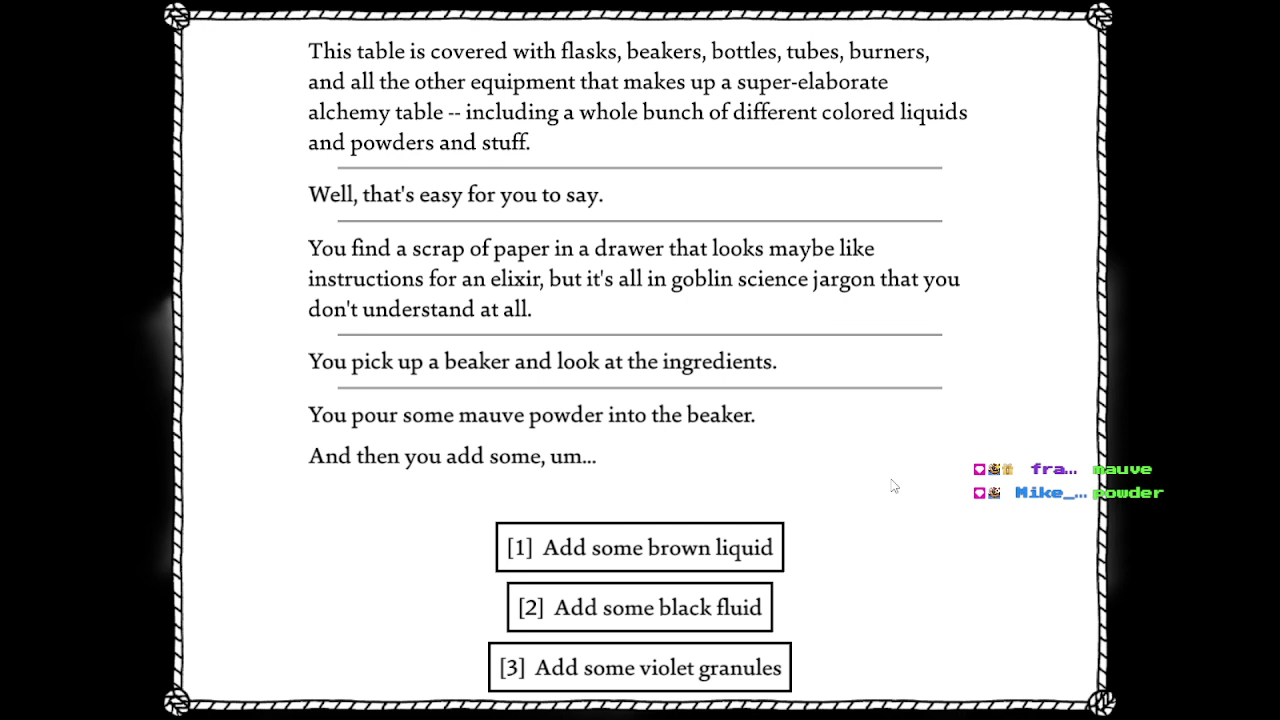 This table is covered with flasks, beakers, bottles, tubes, burners,
and all the other equipment that makes up a super-elaborate
alchemy table -- including a whole bunch of different colored liquids
and powders and stuff.
Well, that's easy for you to say.
You find a scrap of paper in a drawer that looks maybe like
instructions for an elixir, but it's all in goblin science jargon that you
don't understand at all.
You pick up a beaker and look at the ingredients.
You pour some mauve powder into the beaker.
And then you add some, um...
fra... mauve
Mike_... powder
[1] Add some brown liquid
[2] Add some black fluid
[3] Add some violet granules